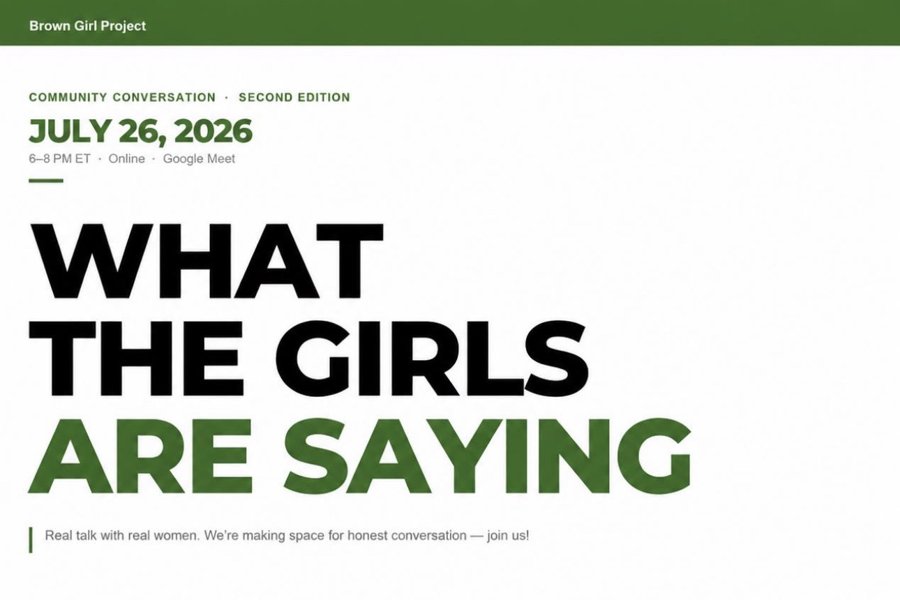 Brown Girl Project
COMMUNITY CONVERSATION · SECOND EDITION
JULY 26, 2026
6–8 PM ET · Online · Google Meet
WHAT
THE GIRLS
ARE SAYING
Real talk with real women. We’re making space for honest conversation — join us!